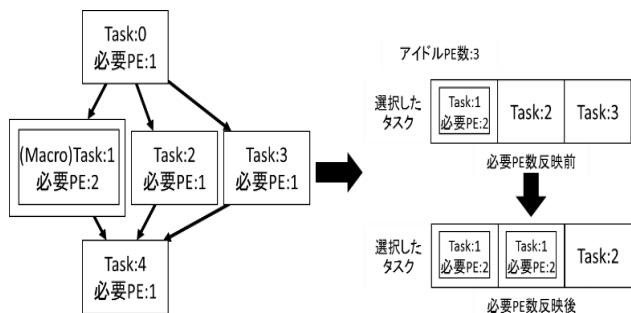 Task:0
必要PE:1
(Macro)Task:1
必要PE:2
Task:2
必要PE:1
Task:3
必要PE:1
Task:4
必要PE:1
アイドルPE数:3
選択した
タスク
Task:1
必要PE:2
Task:2
Task:3
必要PE数反映前
選択した
タスク
Task:1
必要PE:2
Task:1
必要PE:2
Task:2
必要PE数反映後